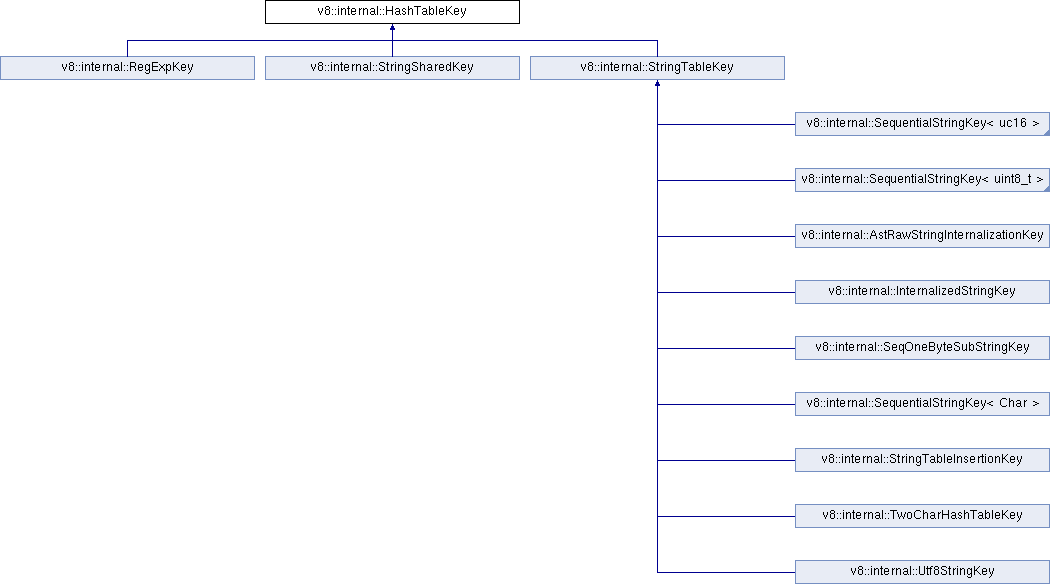 v8::internal::HashTableKey
v8::internal::RegExpKey
v8::internal::StringSharedKey
v8::internal::StringTableKey
v8::internal::SequentialStringKey< uc16 >
v8::internal::SequentialStringKey< uint8_t >
v8::internal::AstRawStringInternalizationKey
v8::internal::InternalizedStringKey
v8::internal::SeqOneByteSubStringKey
v8::internal::SequentialStringKey< Char >
v8::internal::StringTableInsertionKey
v8::internal::TwoCharHashTableKey
v8::internal::Utf8StringKey